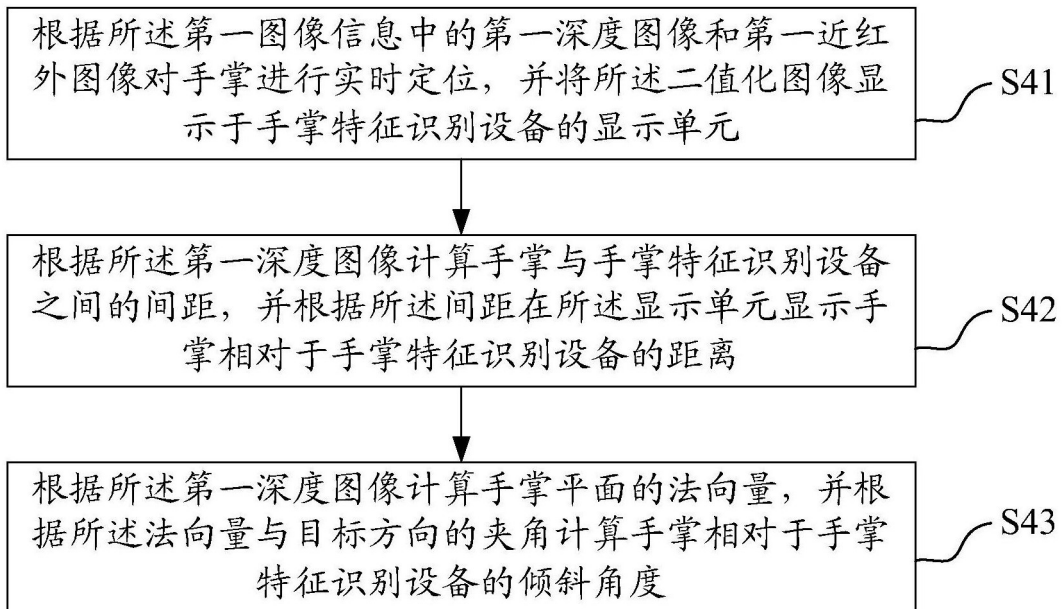 根据所述第一图像信息中的第一深度图像和第一近红
外图像对手掌进行实时定位，并将所述二值化图像显
示于手掌特征识别设备的显示单元
S41
根据所述第一深度图像计算手掌与手掌特征识别设备
之间的间距，并根据所述间距在所述显示单元显示手
掌相对于手掌特征识别设备的距离
S42
根据所述第一深度图像计算手掌平面的法向量，并根
据所述法向量与目标方向的夹角计算手掌相对于手掌
特征识别设备的倾斜角度
S43